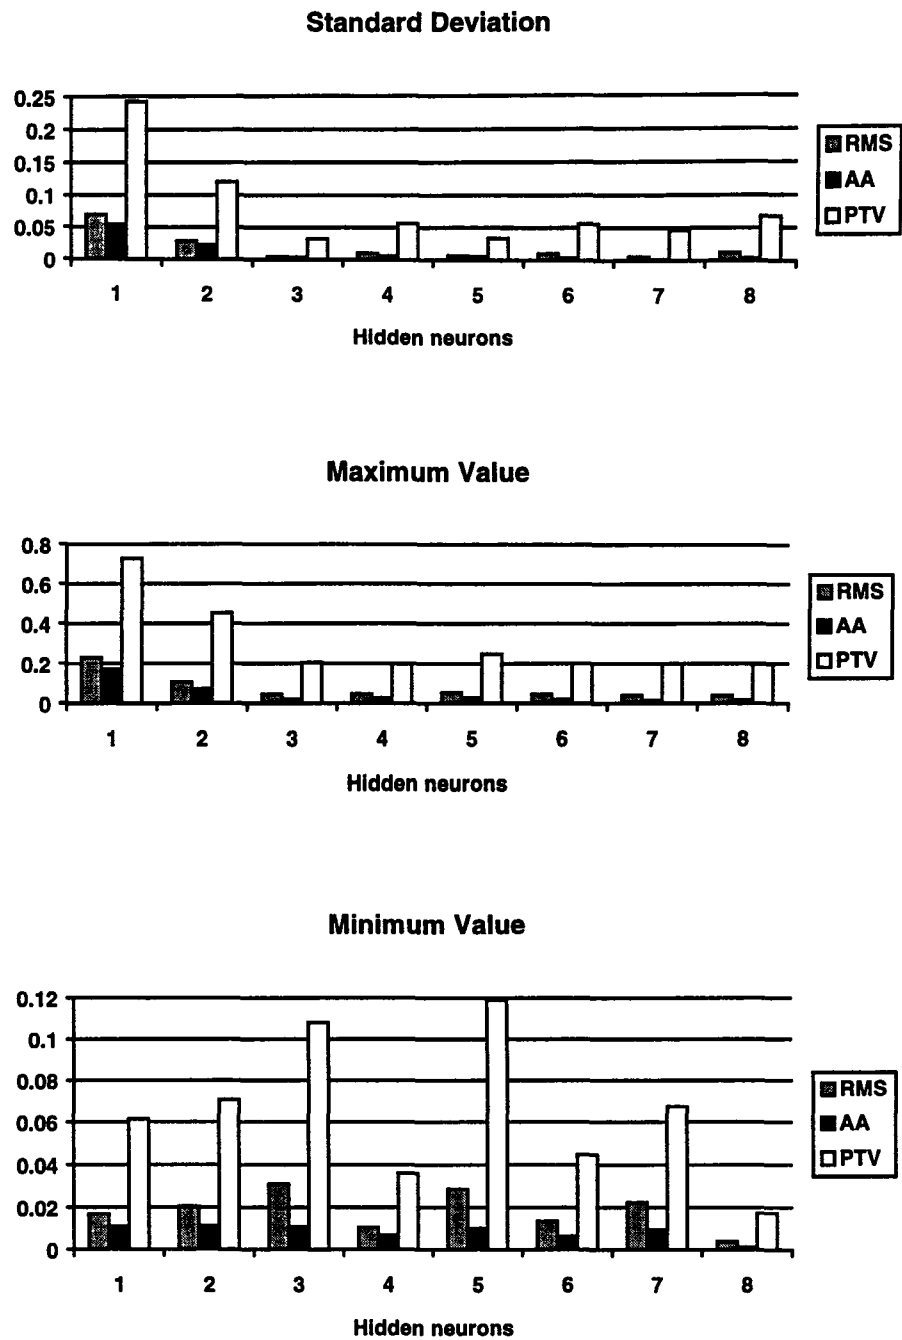 Standard Deviation
0.25
0.2
0.15
0.1
0.05
0
1 2 3 4 5 6 7 8
Hidden neurons
RMS
AA
PTV
Maximum Value
0.8
0.6
0.4
0.2
0
1 2 3 4 5 6 7 8
Hidden neurons
RMS
AA
PTV
Minimum Value
0.12
0.1
0.08
0.06
0.04
0.02
0
1 2 3 4 5 6 7 8
Hidden neurons
RMS
AA
PTV